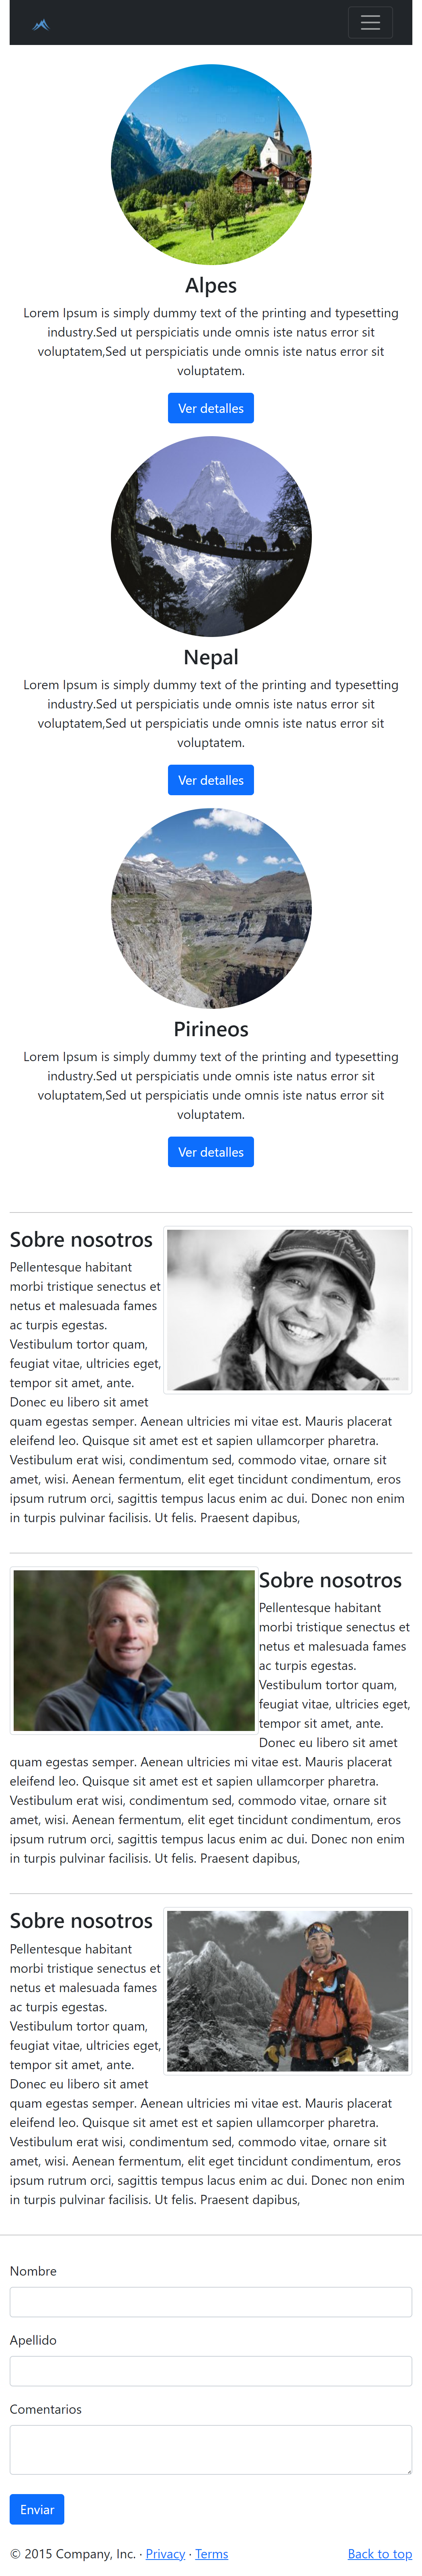 Alpes
Lorem Ipsum is simply dummy text of the printing and typesetting
industry.Sed ut perspiciatis unde omnis iste natus error sit
voluptatem,Sed ut perspiciatis unde omnis iste natus error sit
voluptatem.
Ver detalles
Nepal
Lorem Ipsum is simply dummy text of the printing and typesetting
industry.Sed ut perspiciatis unde omnis iste natus error sit
voluptatem,Sed ut perspiciatis unde omnis iste natus error sit
voluptatem.
Ver detalles
Pirineos
Lorem Ipsum is simply dummy text of the printing and typesetting
industry.Sed ut perspiciatis unde omnis iste natus error sit
voluptatem,Sed ut perspiciatis unde omnis iste natus error sit
voluptatem.
Ver detalles
Sobre nosotros
Pellentesque habitant
morbi tristique senectus et
netus et malesuada fames
ac turpis egestas.
Vestibulum tortor quam,
feugiat vitae, ultricies eget,
tempor sit amet, ante.
Donec eu libero sit amet
quam egestas semper. Aenean ultricies mi vitae est. Mauris placerat
eleifend leo. Quisque sit amet est et sapien ullamcorper pharetra.
Vestibulum erat wisi, condimentum sed, commodo vitae, ornare sit
amet, wisi. Aenean fermentum, elit eget tincidunt condimentum, eros
ipsum rutrum orci, sagittis tempus lacus enim ac dui. Donec non enim
in turpis pulvinar facilisis. Ut felis. Praesent dapibus,
Sobre nosotros
Pellentesque habitant
morbi tristique senectus et
netus et malesuada fames
ac turpis egestas.
Vestibulum tortor quam,
feugiat vitae, ultricies eget,
tempor sit amet, ante.
Donec eu libero sit amet
quam egestas semper. Aenean ultricies mi vitae est. Mauris placerat
eleifend leo. Quisque sit amet est et sapien ullamcorper pharetra.
Vestibulum erat wisi, condimentum sed, commodo vitae, ornare sit
amet, wisi. Aenean fermentum, elit eget tincidunt condimentum, eros
ipsum rutrum orci, sagittis tempus lacus enim ac dui. Donec non enim
in turpis pulvinar facilisis. Ut felis. Praesent dapibus,
Sobre nosotros
Pellentesque habitant
morbi tristique senectus et
netus et malesuada fames
ac turpis egestas.
Vestibulum tortor quam,
feugiat vitae, ultricies eget,
tempor sit amet, ante.
Donec eu libero sit amet
quam egestas semper. Aenean ultricies mi vitae est. Mauris placerat
eleifend leo. Quisque sit amet est et sapien ullamcorper pharetra.
Vestibulum erat wisi, condimentum sed, commodo vitae, ornare sit
amet, wisi. Aenean fermentum, elit eget tincidunt condimentum, eros
ipsum rutrum orci, sagittis tempus lacus enim ac dui. Donec non enim
in turpis pulvinar facilisis. Ut felis. Praesent dapibus,
Nombre
Apellido
Comentarios
Enviar
© 2015 Company, Inc. · Privacy · Terms Back to top